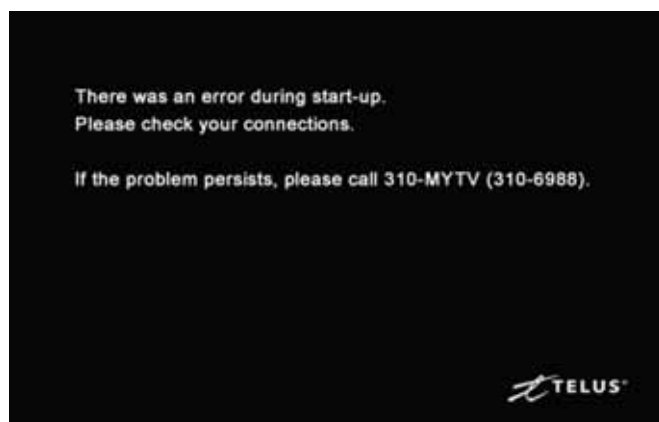 There was an error during start-up.
Please check your connections.
If the problem persists, please call 310-MYTV (310-6988).
TELUS®